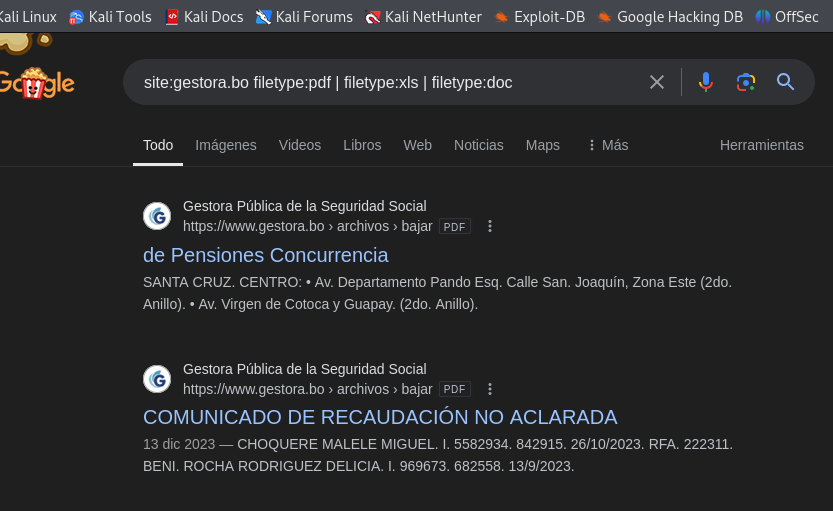 Kali Linux Kali Tools Kali Docs Kali Forums Kali NetHunter Exploit-DB Google Hacking DB OffSec
Google
site:gestora.bo filetype:pdf | filetype:xls | filetype:doc
Todo Imágenes Videos Libros Web Noticias Maps Más Herramientas
Gestora Pública de la Seguridad Social
https://www.gestora.bo › archivos › bajar PDF
de Pensiones Concurrencia
SANTA CRUZ. CENTRO: • Av. Departamento Pando Esq. Calle San. Joaquín, Zona Este (2do.
Anillo). • Av. Virgen de Cotoca y Guapay. (2do. Anillo).
Gestora Pública de la Seguridad Social
https://www.gestora.bo › archivos › bajar PDF
COMUNICADO DE RECAUDACIÓN NO ACLARADA
13 dic 2023 — CHOQUERE MALELE MIGUEL. I. 5582934. 842915. 26/10/2023. RFA. 222311.
BENI. ROCHA RODRIGUEZ DELICIA. I. 969673. 682558. 13/9/2023.